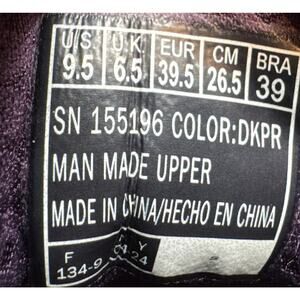 U.S. U.K. EUR CM BRA
9.5 6.5 39.5 26.5 39
SN 155196 COLOR:DKPR
MAN MADE UPPER
MADE IN CHINA/HECHO EN CHINA
F Y
134-9